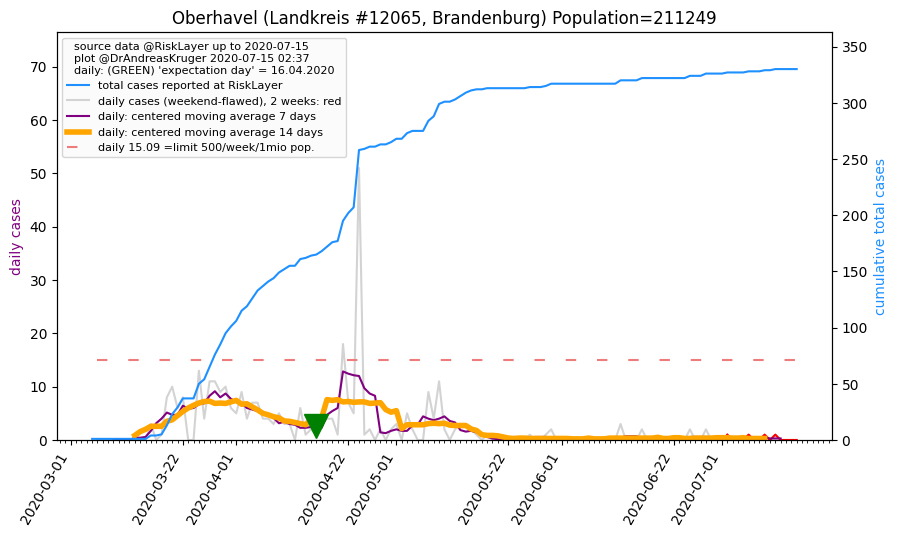 Oberhavel (Landkreis #12065, Brandenburg) Population=211249
source data @RiskLayer up to 2020-07-15
plot @DrAndreasKruger 2020-07-15 02:37
daily: (GREEN) 'expectation day' = 16.04.2020
total cases reported at RiskLayer
daily cases (weekend-flawed), 2 weeks: red
daily: centered moving average 7 days
daily: centered moving average 14 days
daily 15.09 =limit 500/week/1mio pop.
daily cases
70
60
50
40
30
20
10
0
350
300
250
200
150
100
50
0
cumulative total cases
2020-03-01
2020-03-22
2020-04-01
2020-04-22
2020-05-01
2020-05-22
2020-06-01
2020-06-22
2020-07-01